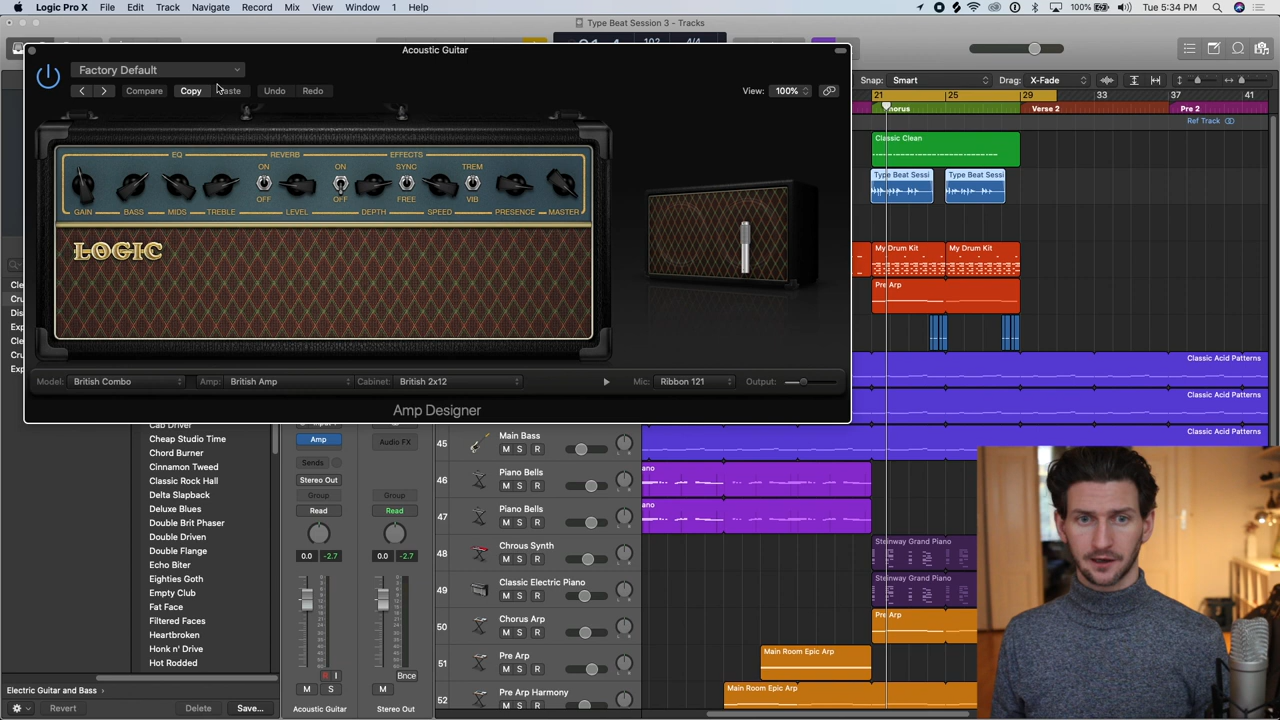 Logic Pro X File Edit Track Navigate Record Mix View Window 1 Help 100% Tue 5:34 PM
Type Beat Session 3 - Tracks
Acoustic Guitar
Factory Default
Compare Copy Paste Undo Redo View: 100%
Snap: Smart Drag: X-Fade
21 25 29 33 37 41
Verse 2 Pre 2
Ref Track
EQ REVERB EFFECTS
ON ON SYNC TREM
OFF OFF FREE VIB
GAIN BASS MIDS TREBLE LEVEL DEPTH SPEED PRESENCE MASTER
LOGIC
Model: British Combo Amp: British Amp Cabinet: British 2x12 Mic: Ribbon 121 Output:
Amp Designer
Classic Clean
Type Beat Sessi Type Beat Sessi
My Drum Kit My Drum Kit
Pre Arp
Classic Acid Patterns
Classic Acid Patterns
Classic Acid Patterns
Cab Driver
Cheap Studio Time
Chord Burner
Cinnamon Tweed
Classic Rock Hall
Delta Slapback
Deluxe Blues
Double Brit Phaser
Double Driven
Double Flange
Echo Biter
Eighties Goth
Empty Club
Fat Face
Filtered Faces
Heartbroken
Honk n' Drive
Hot Rodded
Electric Guitar and Bass
Revert Delete Save...
Amp Audio FX
Sends
Stereo Out
Group Group
Read Read
0.0 -2.7 0.0 -2.7
R I Bnce
M S M
Acoustic Guitar Stereo Out
45 Main Bass
M S R
46 Piano Bells
M S R
47 Piano Bells
M S R
48 Chrous Synth
M S R
49 Classic Electric Piano
M S R
50 Chorus Arp
M S R
51 Pre Arp
M S R
52 Pre Arp Harmony
M S R
Steinway Grand Piano
Steinway Grand Piano
Pre Arp
Main Room Epic Arp
Main Room Epic Arp